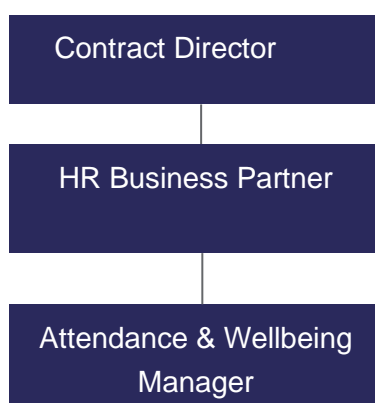 Contract Director
HR Business Partner
Attendance & Wellbeing
Manager